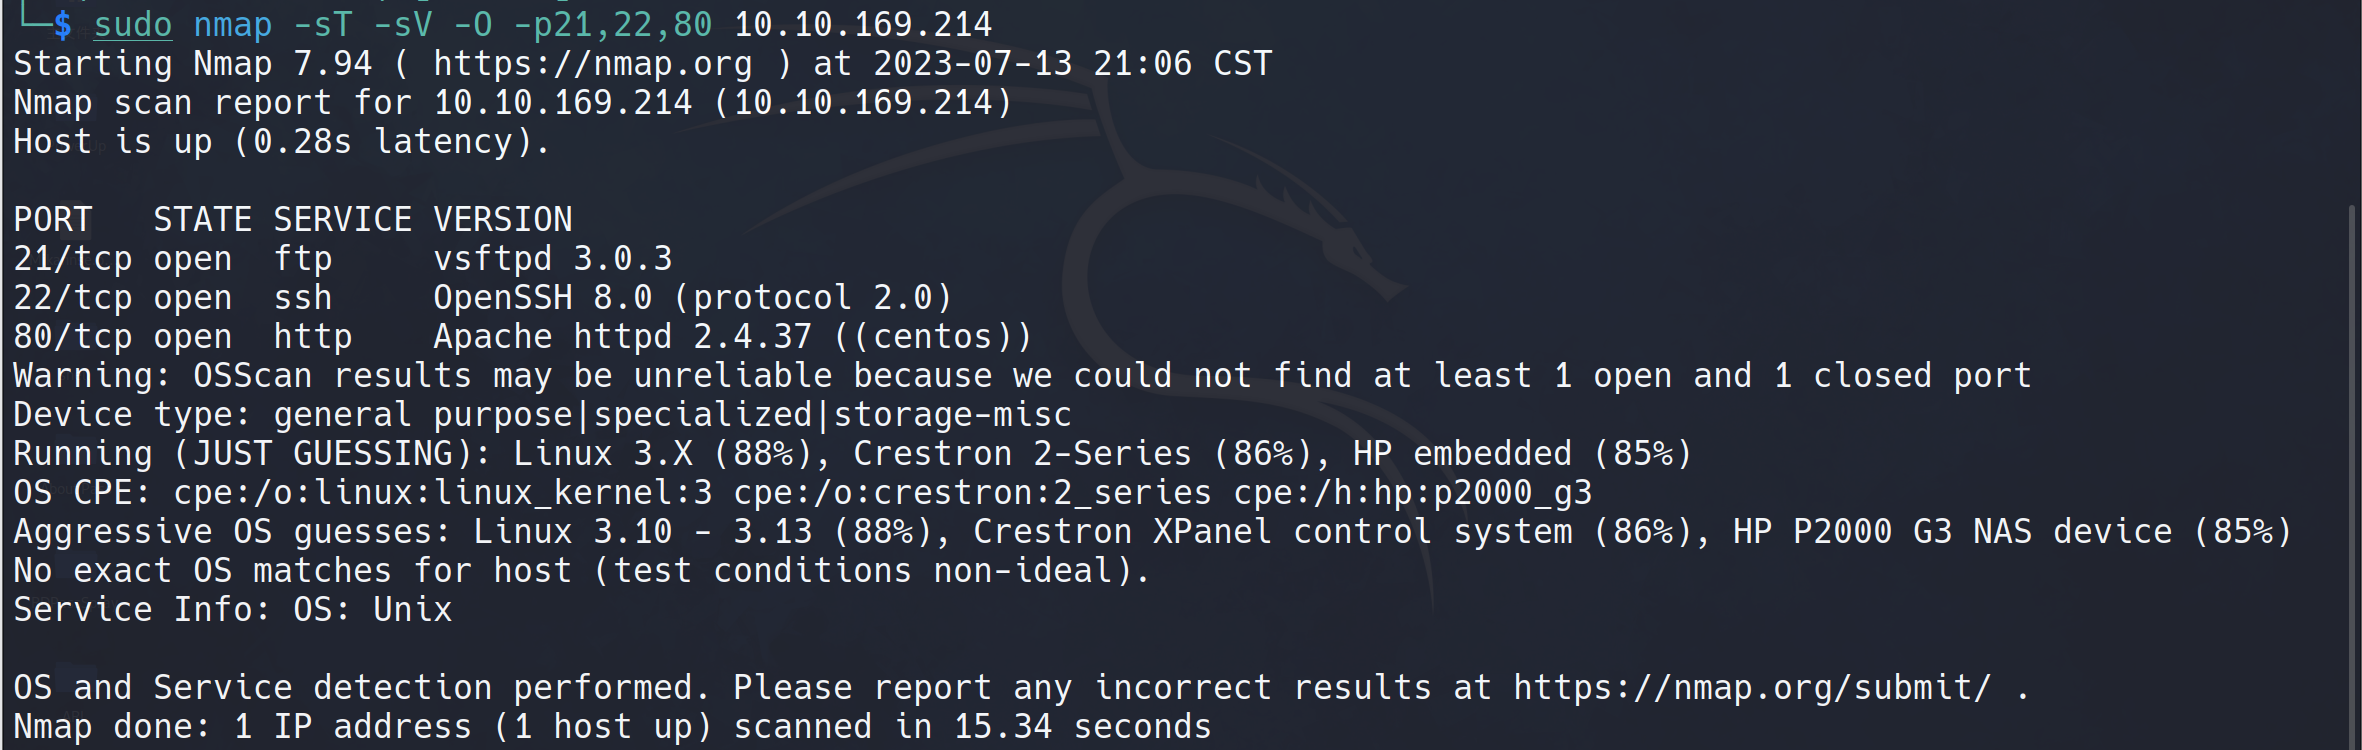 └─$ sudo nmap -sT -sV -O -p21,22,80 10.10.169.214
Starting Nmap 7.94 ( https://nmap.org ) at 2023-07-13 21:06 CST
Nmap scan report for 10.10.169.214 (10.10.169.214)
Host is up (0.28s latency).
PORT   STATE SERVICE VERSION
21/tcp open  ftp     vsftpd 3.0.3
22/tcp open  ssh     OpenSSH 8.0 (protocol 2.0)
80/tcp open  http    Apache httpd 2.4.37 ((centos))
Warning: OSScan results may be unreliable because we could not find at least 1 open and 1 closed port
Device type: general purpose|specialized|storage-misc
Running (JUST GUESSING): Linux 3.X (88%), Crestron 2-Series (86%), HP embedded (85%)
OS CPE: cpe:/o:linux:linux_kernel:3 cpe:/o:crestron:2_series cpe:/h:hp:p2000_g3
Aggressive OS guesses: Linux 3.10 - 3.13 (88%), Crestron XPanel control system (86%), HP P2000 G3 NAS device (85%)
No exact OS matches for host (test conditions non-ideal).
Service Info: OS: Unix
OS and Service detection performed. Please report any incorrect results at https://nmap.org/submit/ .
Nmap done: 1 IP address (1 host up) scanned in 15.34 seconds